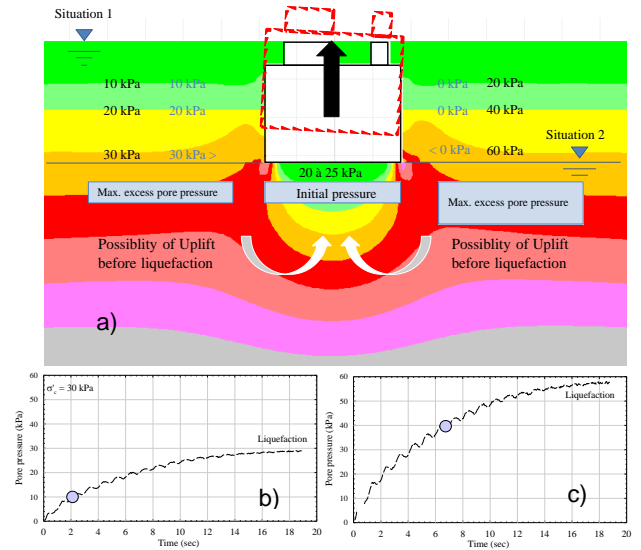 Situation 1
10 kPa 10 kPa 0 kPa 20 kPa
20 kPa 20 kPa 0 kPa 40 kPa
Situation 2
30 kPa 30 kPa > < 0 kPa 60 kPa
20 à 25 kPa
Max. excess pore pressure Initial pressure Max. excess pore pressure
Possiblity of Uplift
before liquefaction
Possiblity of Uplift
before liquefaction
a)
60
50
40
30
20
10
0
Pore pressure (kPa)
σ'c = 30 kPa
Liquefaction
b)
0 2 4 6 8 10 12 14 16 18 20
Time (sec)
60
50
40
30
20
10
0
Pore pressure (kPa)
Liquefaction
c)
0 2 4 6 8 10 12 14 16 18 20
Time (sec)